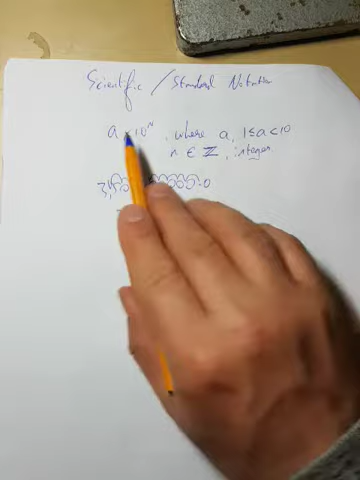 Scientific / Standard Notation
a × 10ⁿ , where a, 1 ≤ a < 10
n ∈ ℤ, integer